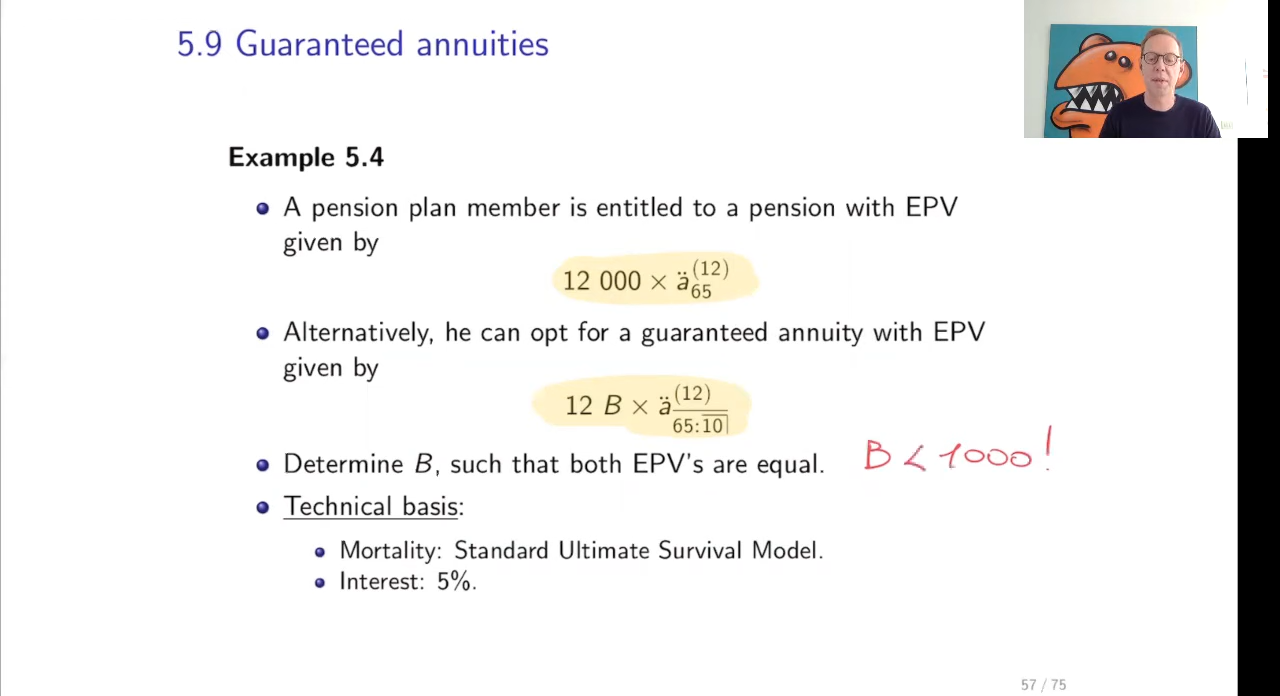 5.9 Guaranteed annuities
Example 5.4
A pension plan member is entitled to a pension with EPV
given by
12 000 × ä₆₅⁽¹²⁾
Alternatively, he can opt for a guaranteed annuity with EPV
given by
12 B × ä⁽¹²⁾ 65:10
Determine B, such that both EPV's are equal.
B < 1000!
Technical basis:
Mortality: Standard Ultimate Survival Model.
Interest: 5%.
57 / 75